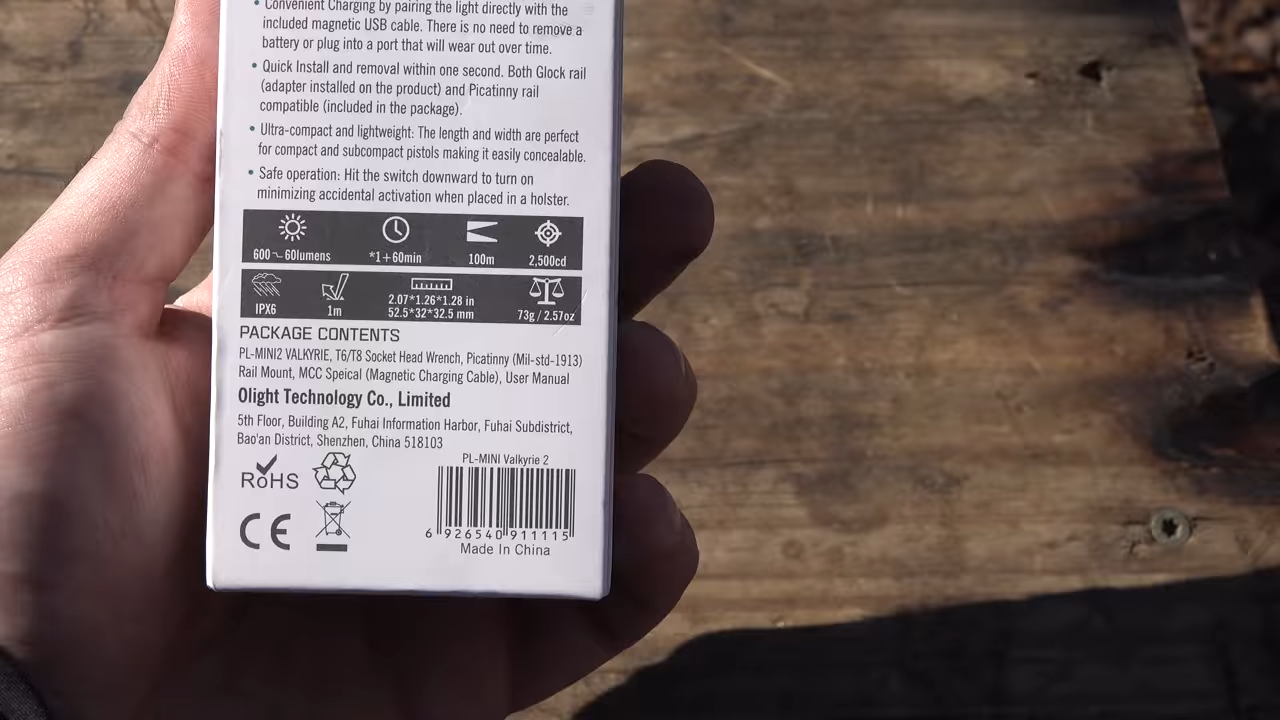 • Convenient Charging by pairing the light directly with the
included magnetic USB cable. There is no need to remove a
battery or plug into a port that will wear out over time.
• Quick Install and removal within one second. Both Glock rail
(adapter installed on the product) and Picatinny rail
compatible (included in the package).
• Ultra-compact and lightweight: The length and width are perfect
for compact and subcompact pistols making it easily concealable.
• Safe operation: Hit the switch downward to turn on
minimizing accidental activation when placed in a holster.
600~60lumens *1+60min 100m 2,500cd
IPX6 1m 2.07*1.26*1.28 in
52.5*32*32.5 mm 73g / 2.57oz
PACKAGE CONTENTS
PL-MINI2 VALKYRIE, T6/T8 Socket Head Wrench, Picatinny (Mil-std-1913)
Rail Mount, MCC Speical (Magnetic Charging Cable), User Manual
Olight Technology Co., Limited
5th Floor, Building A2, Fuhai Information Harbor, Fuhai Subdistrict,
Bao'an District, Shenzhen, China 518103
RoHS
CE
PL-MINI Valkyrie 2
6 926540 911115
Made In China